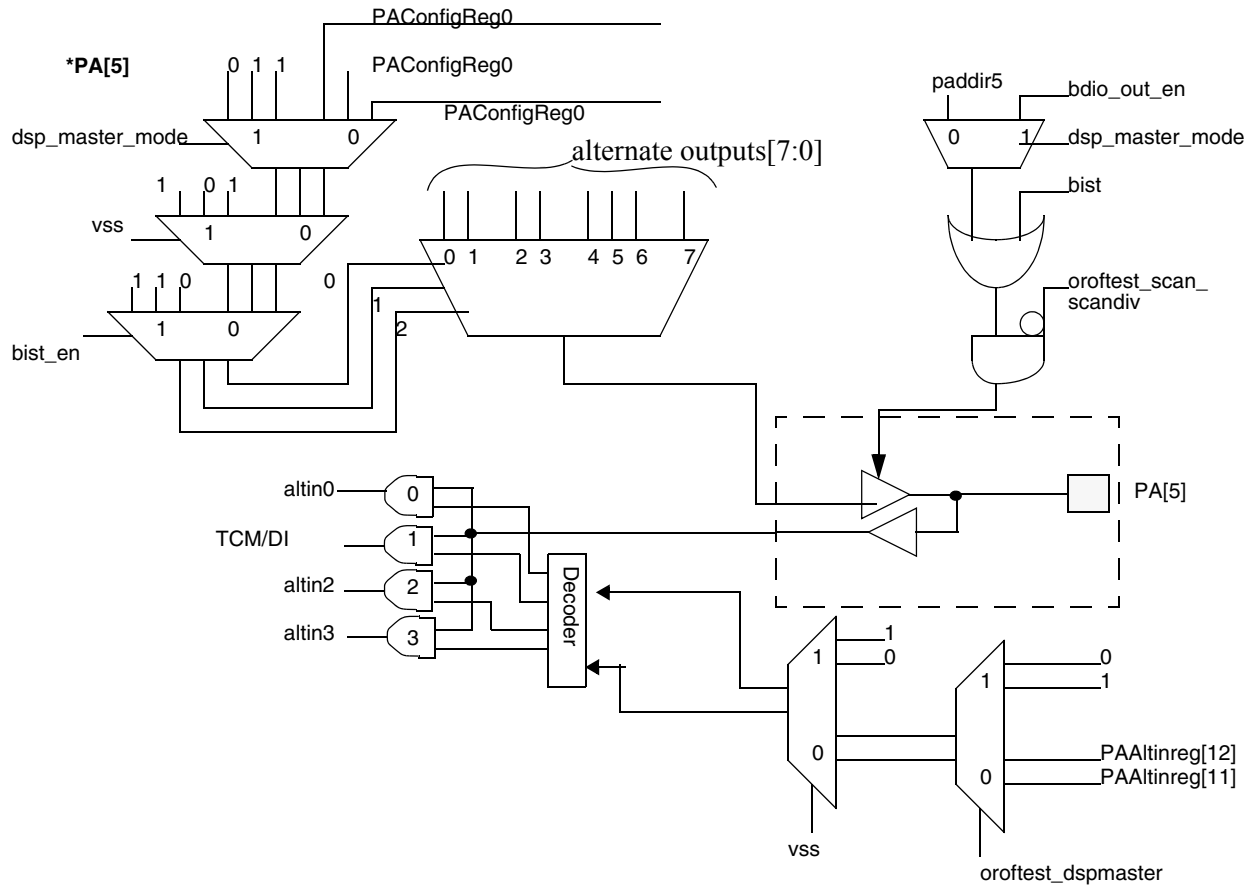 PAConfigReg0
*PA[5]
0 1 1
PAConfigReg0
PAConfigReg0
dsp_master_mode
1 0
alternate outputs[7:0]
paddir5
bdio_out_en
0 1
dsp_master_mode
bist
1 0 1
vss
1 0
0 1 2 3 4 5 6 7
1 1 0
0
1
2
1 0
bist_en
oroftest_scan_
scandiv
altin0
0
TCM/DI
1
altin2
2
altin3
3
Decoder
PA[5]
1
0
1
0
1
0
1
0
PAAltinreg[12]
0
PAAltinreg[11]
vss
oroftest_dspmaster